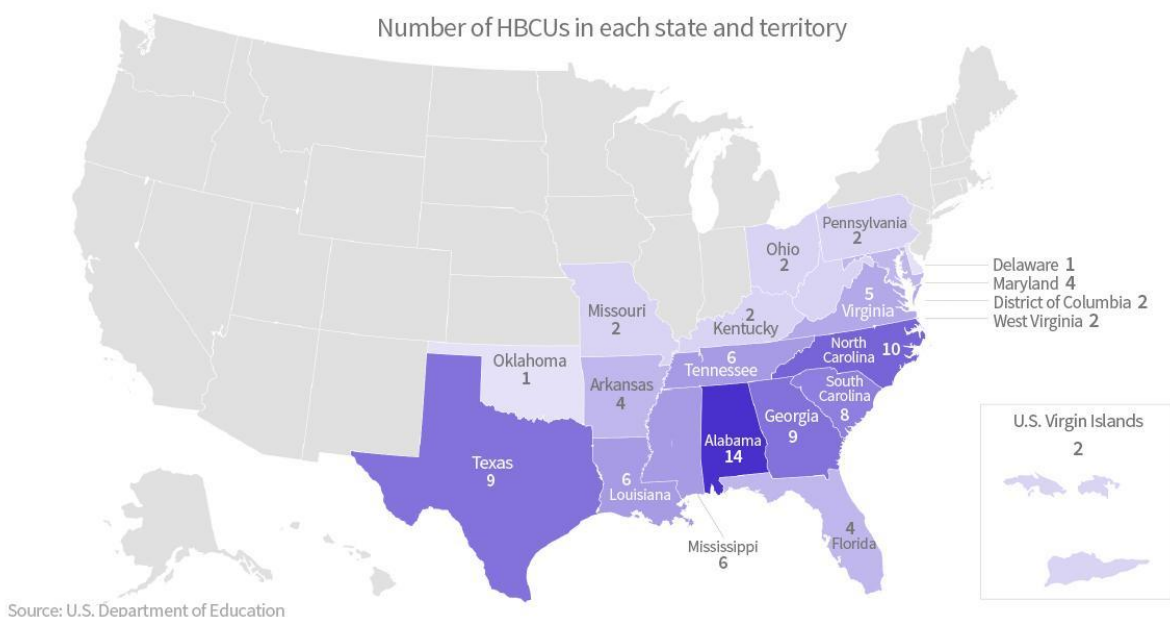 Number of HBCUs in each state and territory
Pennsylvania
2
Ohio
2
Delaware 1
Maryland 4
District of Columbia 2
West Virginia 2
5
Virginia
Missouri
2
2
Kentucky
North
Carolina 10
6
Tennessee
Oklahoma
1
Arkansas
4
South
Carolina
8
Georgia
9
Alabama
14
U.S. Virgin Islands
2
Texas
9
6
Louisiana
4
Florida
Mississippi
6
Source: U.S. Department of Education